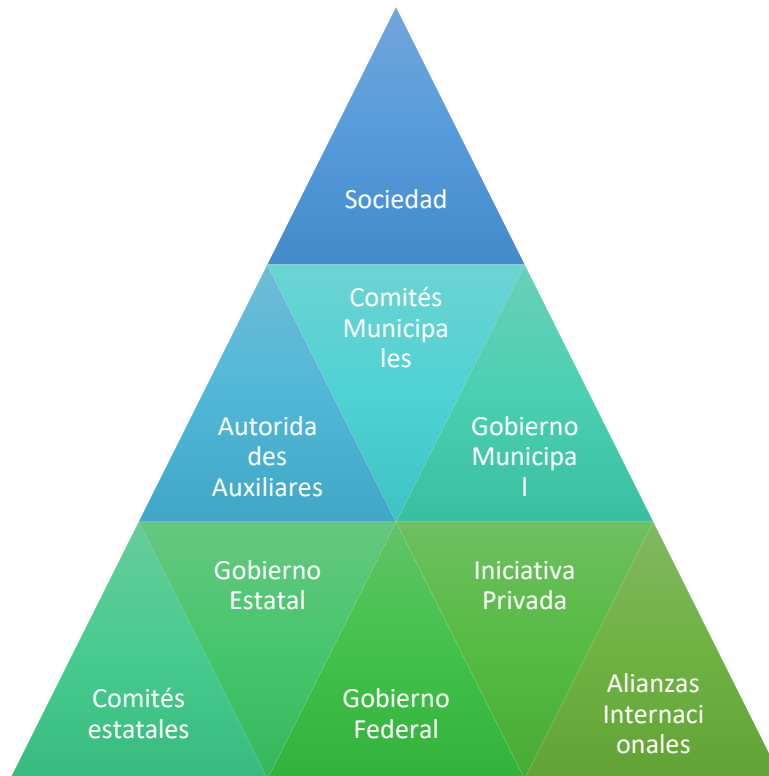 Sociedad
Comités
Municipa
les
Autorida
des
Auxiliares
Gobierno
Municipa
l
Gobierno
Estatal
Iniciativa
Privada
Comités
estatales
Gobierno
Federal
Alianzas
Internaci
onales